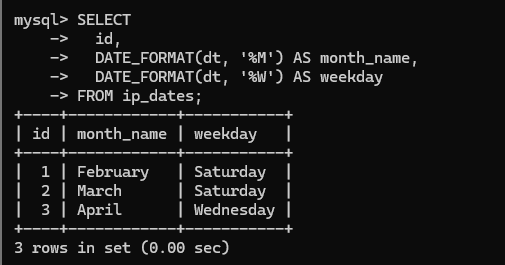 mysql> SELECT
    ->   id,
    ->   DATE_FORMAT(dt, '%M') AS month_name,
    ->   DATE_FORMAT(dt, '%W') AS weekday
    -> FROM ip_dates;
+----+------------+-----------+
| id | month_name | weekday   |
+----+------------+-----------+
|  1 | February   | Saturday  |
|  2 | March      | Saturday  |
|  3 | April      | Wednesday |
+----+------------+-----------+
3 rows in set (0.00 sec)